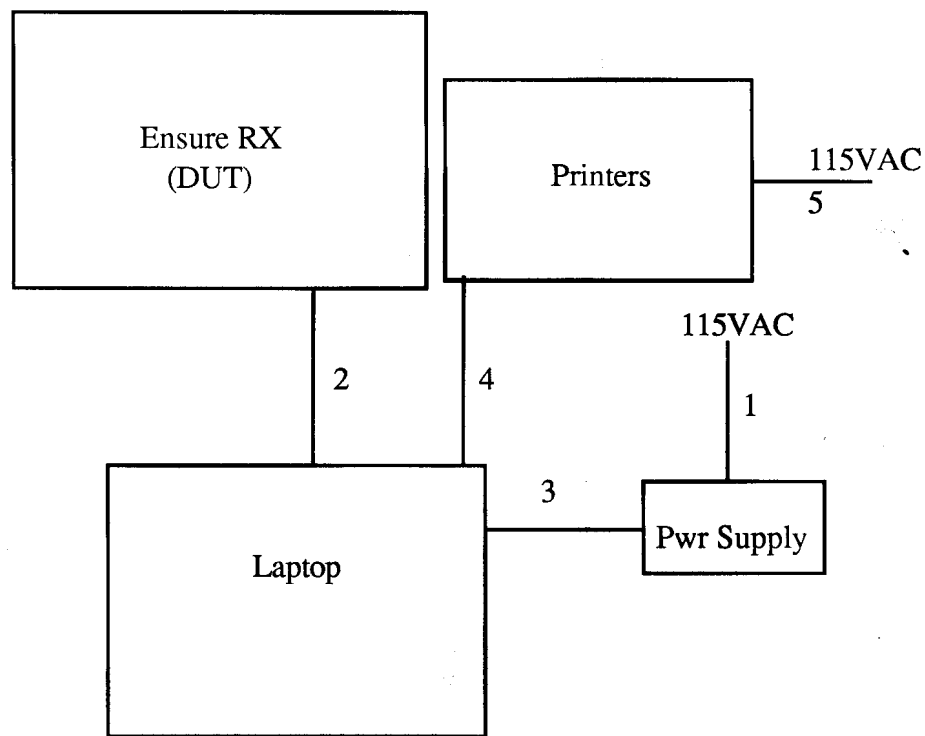 Ensure RX
(DUT)
Printers
115VAC
5
115VAC
2
4
1
3
Pwr Supply
Laptop